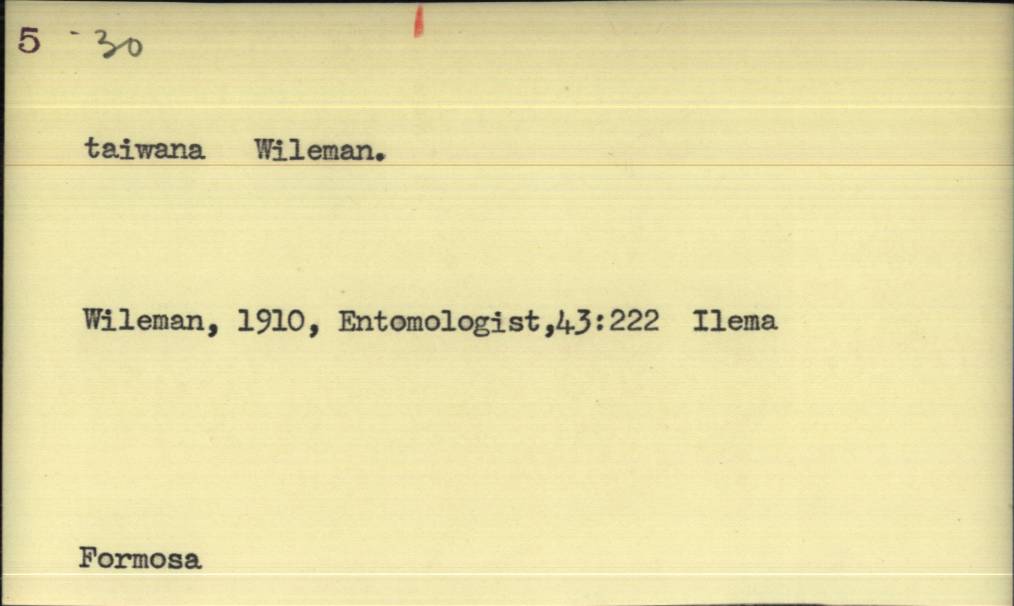 5 - 30
taiwana Wileman.
Wileman, 1910, Entomologist,43:222 Ilema
Formosa